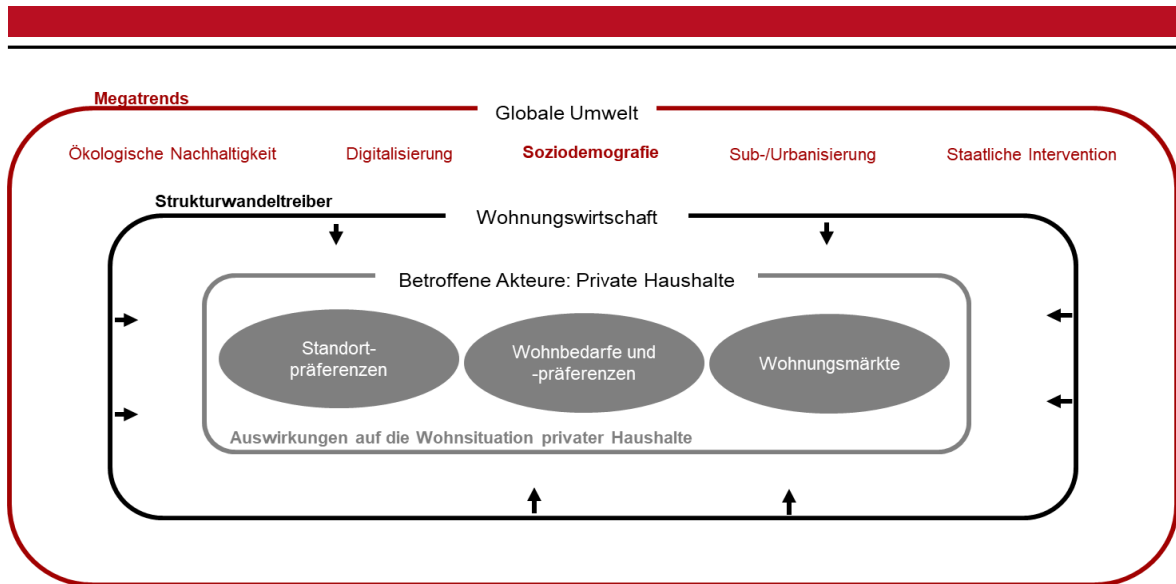 Megatrends
Globale Umwelt
Ökologische Nachhaltigkeit
Digitalisierung
Soziodemografie
Sub-/Urbanisierung
Staatliche Intervention
Strukturwandeltreiber
Wohnungswirtschaft
Betroffene Akteure: Private Haushalte
Standort-
präferenzen
Wohnbedarfe und
-präferenzen
Wohnungsmärkte
Auswirkungen auf die Wohnsituation privater Haushalte